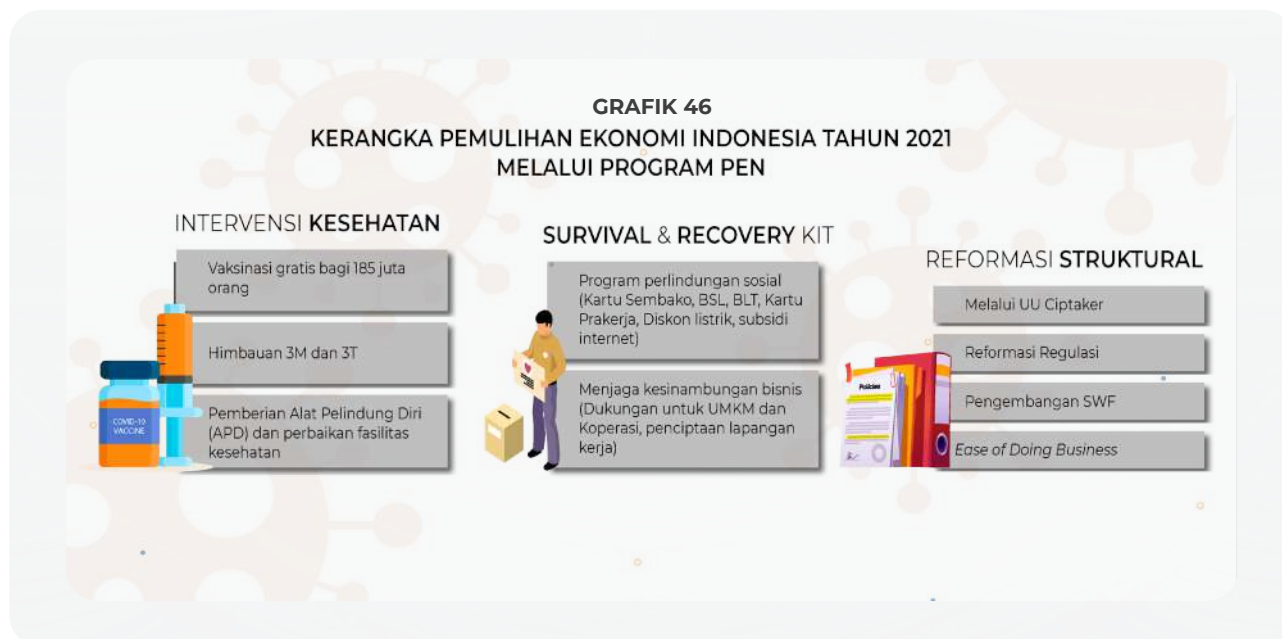 GRAFIK 46
KERANGKA PEMULIHAN EKONOMI INDONESIA TAHUN 2021
MELALUI PROGRAM PEN
INTERVENSI KESEHATAN
Vaksinasi gratis bagi 185 juta
orang
Himbauan 3M dan 3T
Pemberian Alat Pelindung Diri
(APD) dan perbaikan fasilitas
kesehatan
COVID-19
VACCINE
SURVIVAL & RECOVERY KIT
Program perlindungan sosial
(Kartu Sembako, BSL, BLT, Kartu
Prakerja, Diskon listrik, subsidi
internet)
Menjaga kesinambungan bisnis
(Dukungan untuk UMKM dan
Koperasi, penciptaan lapangan
kerja)
REFORMASI STRUKTURAL
Melalui UU Ciptaker
Reformasi Regulasi
Pengembangan SWF
Ease of Doing Business
Policies